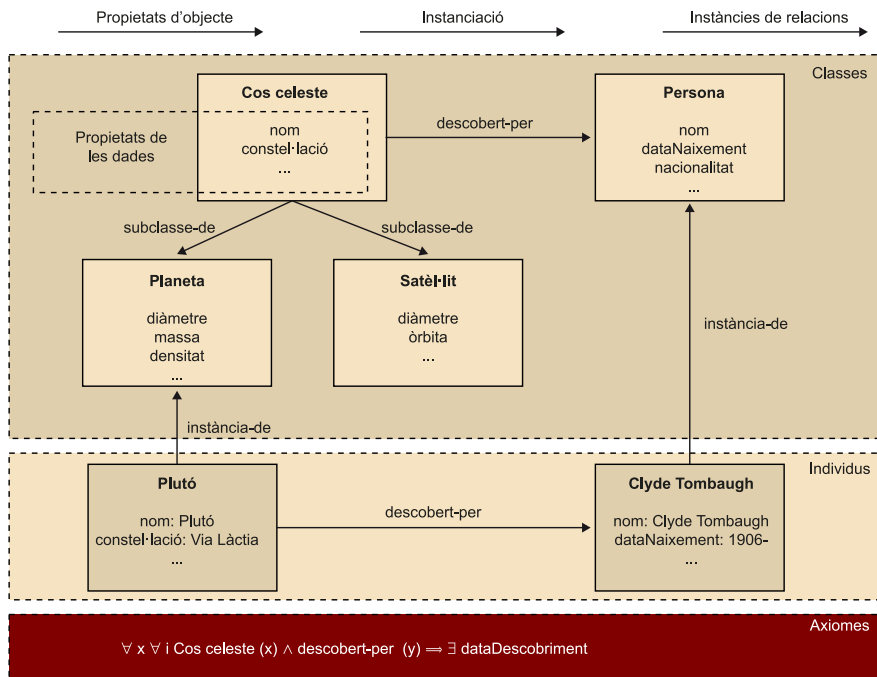 Propietats d’objecte
Instanciació
Instàncies de relacions
Classes
Cos celeste
nom
constel·lació
...
Propietats de
les dades
descobert-per
Persona
nom
dataNaixement
nacionalitat
...
subclasse-de
subclasse-de
Planeta
diàmetre
massa
densitat
...
Satèl·lit
diàmetre
òrbita
...
instància-de
instància-de
Individus
Plutó
nom: Plutó
constel·lació: Via Làctia
...
descobert-per
Clyde Tombaugh
nom: Clyde Tombaugh
dataNaixement: 1906-
...
Axiomes
∀ x ∀ i Cos celeste (x) ∧ descobert-per (y) ⟹ ∃ dataDescobriment